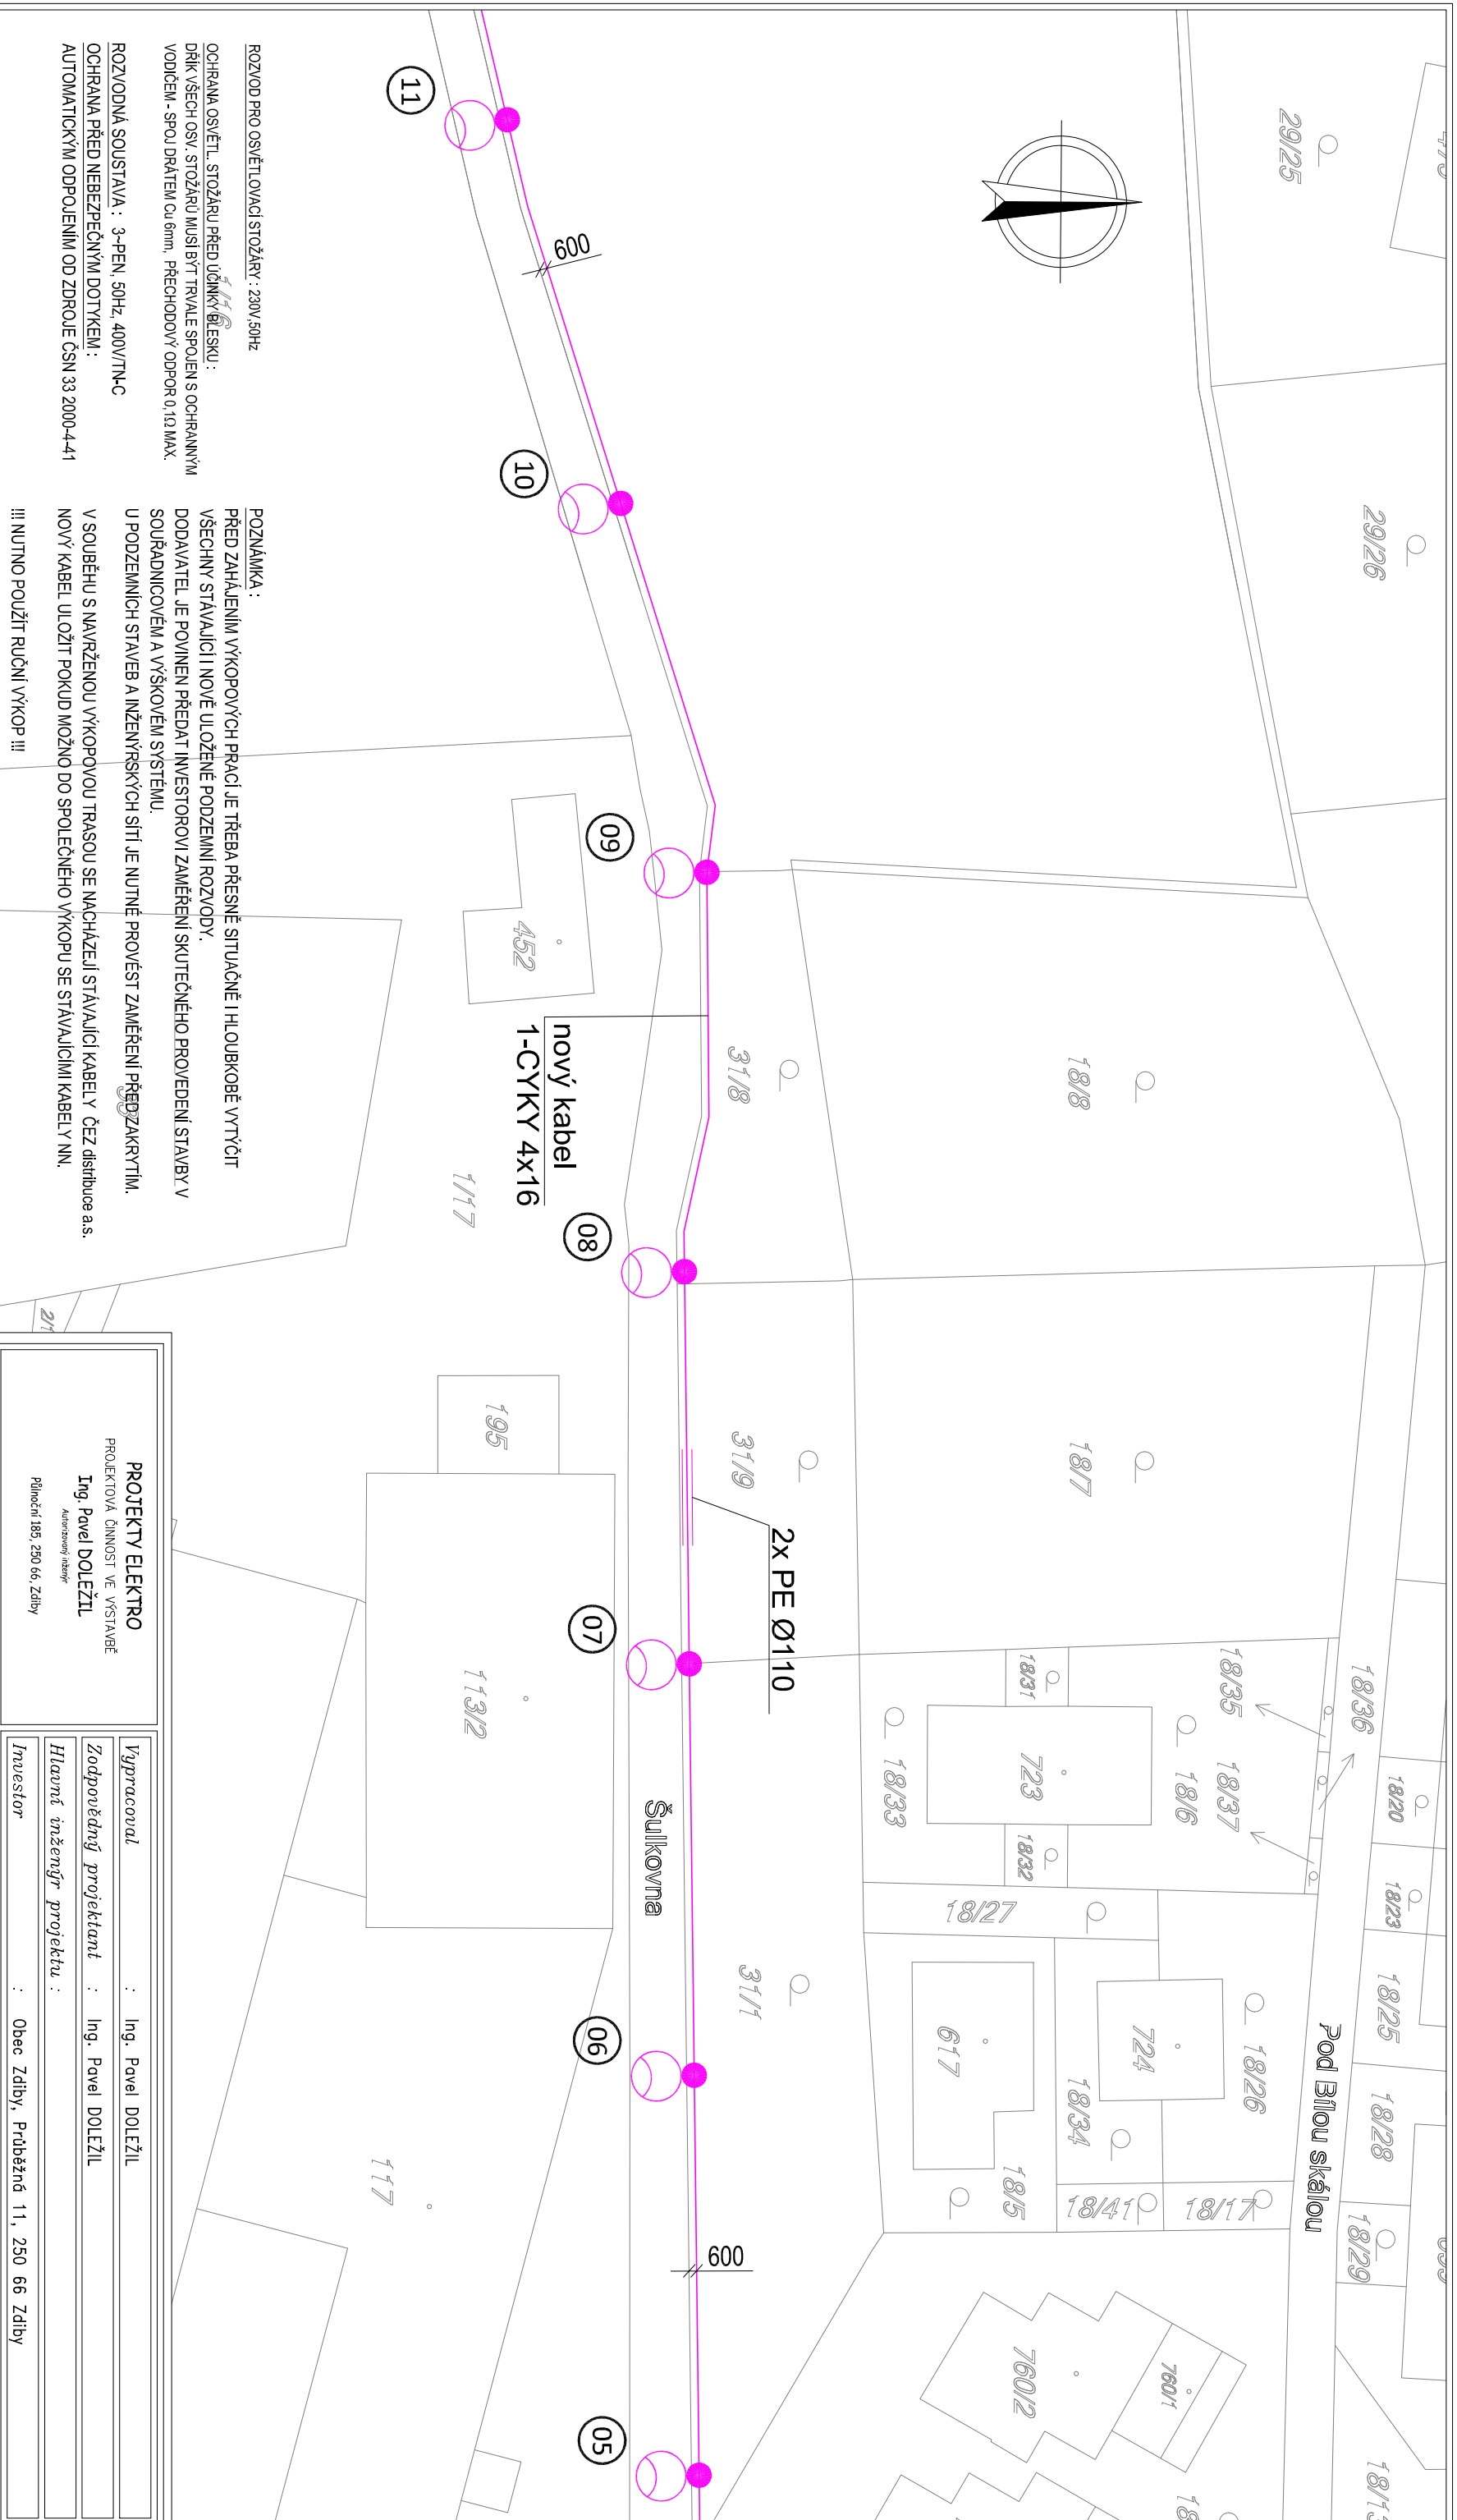 29/25
29/26
18/8
18/7
31/8
31/9
31/1
18/36
18/35
18/37
18/6
18/31
18/32
18/33
723
18/20
18/23
18/25
18/28
18/29
18/27
724
18/26
18/34
617
18/5
18/41
18/17
Pod Bílou skálou
760/2
760/1
11
10
09
08
07
06
05
600
600
nový kabel
1-CYKY 4x16
2x PE Ø110
Šulkovna
452
195
113/2
117
1/17
1/16
ROZVOD PRO OSVĚTLOVACÍ STOŽÁRY : 230V,50Hz
OCHRANA OSVĚTL. STOŽÁRU PŘED ÚČINKY BLESKU :
DŘÍK VŠECH OSV. STOŽÁRŮ MUSÍ BÝT TRVALE SPOJEN S OCHRANNÝM
VODIČEM - SPOJ DRÁTEM Cu 6mm, PŘECHODOVÝ ODPOR 0,1Ω MAX.
ROZVODNÁ SOUSTAVA : 3~PEN, 50Hz, 400V/TN-C
OCHRANA PŘED NEBEZPEČNÝM DOTYKEM :
AUTOMATICKÝM ODPOJENÍM OD ZDROJE ČSN 33 2000-4-41
POZNÁMKA :
PŘED ZAHÁJENÍM VÝKOPOVÝCH PRACÍ JE TŘEBA PŘESNĚ SITUAČNĚ I HLOUBKOBĚ VYTÝČIT
VŠECHNY STÁVAJÍCÍ I NOVĚ ULOŽENÉ PODZEMNÍ ROZVODY.
DODAVATEL JE POVINEN PŘEDAT INVESTOROVI ZAMĚŘENÍ SKUTEČNÉHO PROVEDENÍ STAVBY V
SOUŘADNICOVÉM A VÝŠKOVÉM SYSTÉMU.
U PODZEMNÍCH STAVEB A INŽENÝRSKÝCH SÍTÍ JE NUTNÉ PROVÉST ZAMĚŘENÍ PŘED ZAKRYTÍM.
V SOUBĚHU S NAVRŽENOU VÝKOPOVOU TRASOU SE NACHÁZEJÍ STÁVAJÍCÍ KABELY ČEZ distribuce a.s.
NOVÝ KABEL ULOŽIT POKUD MOŽNO DO SPOLEČNÉHO VÝKOPU SE STÁVAJÍCÍMI KABELY NN.
!!! NUTNO POUŽÍT RUČNÍ VÝKOP !!!
PROJEKTY ELEKTRO
PROJEKTOVÁ ČINNOST VE VÝSTAVBĚ
Ing. Pavel DOLEŽIL
Autorizovaný inženýr
Půlnoční 185, 250 66, Zdiby
Vypracoval : Ing. Pavel DOLEŽIL
Zodpovědný projektant : Ing. Pavel DOLEŽIL
Hlavní inženýr projektu :
Investor : Obec Zdiby, Průběžná 11, 250 66 Zdiby